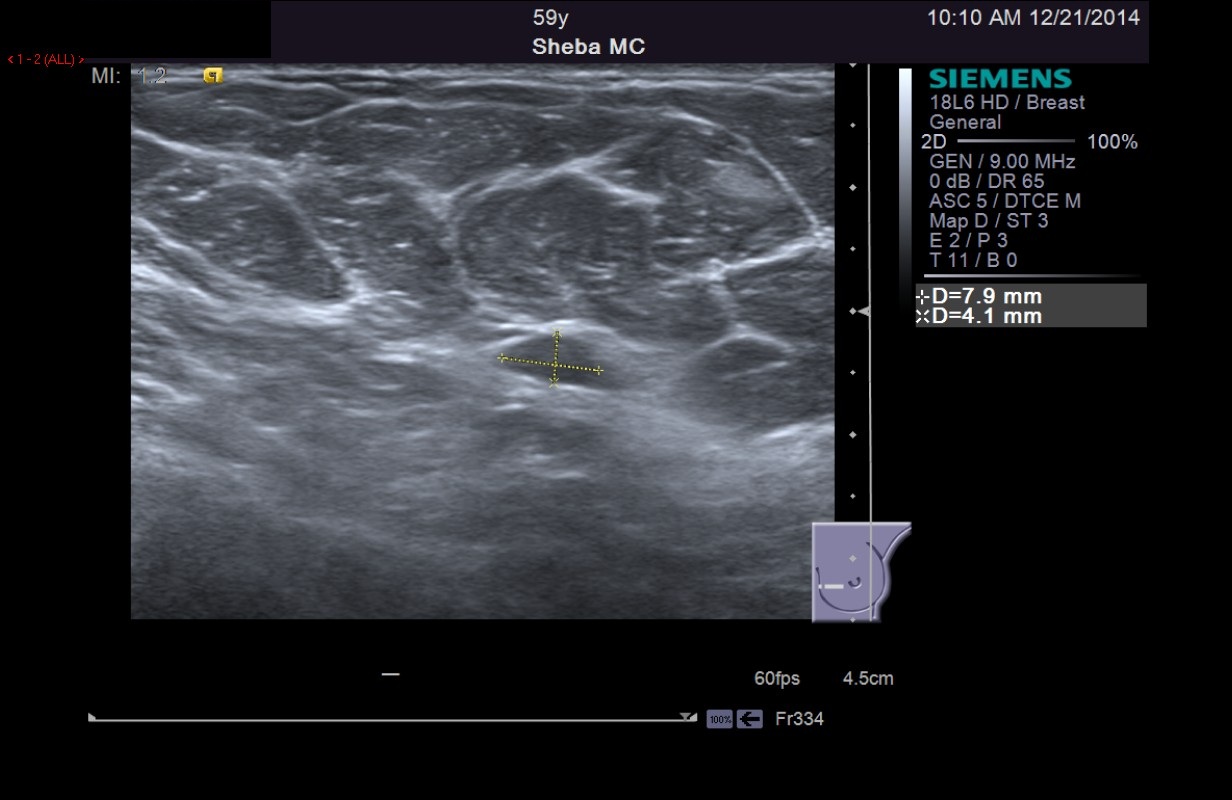 59y
10:10 AM 12/21/2014
Sheba MC
< 1 - 2 (ALL) >
MI: 1.2
SIEMENS
18L6 HD / Breast
General
2D 100%
GEN / 9.00 MHz
0 dB / DR 65
ASC 5 / DTCE M
Map D / ST 3
E 2 / P 3
T 11 / B 0
D=7.9 mm
D=4.1 mm
60fps 4.5cm
100% Fr334